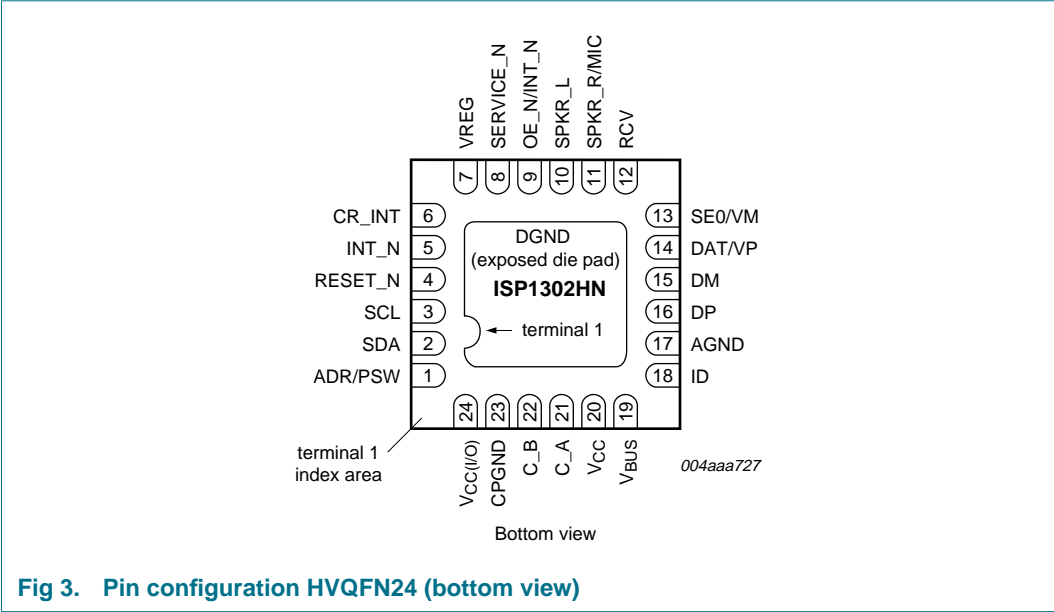 VREG
SERVICE_N
OE_N/INT_N
SPKR_L
SPKR_R/MIC
RCV
7
8
9
10
11
12
CR_INT 6
INT_N 5
RESET_N 4
SCL 3
SDA 2
ADR/PSW 1
DGND
(exposed die pad)
ISP1302HN
terminal 1
13 SE0/VM
14 DAT/VP
15 DM
16 DP
17 AGND
18 ID
24
23
22
21
20
19
VCC(I/O)
CPGND
C_B
C_A
VCC
VBUS
terminal 1
index area
004aaa727
Bottom view
Fig 3. Pin configuration HVQFN24 (bottom view)